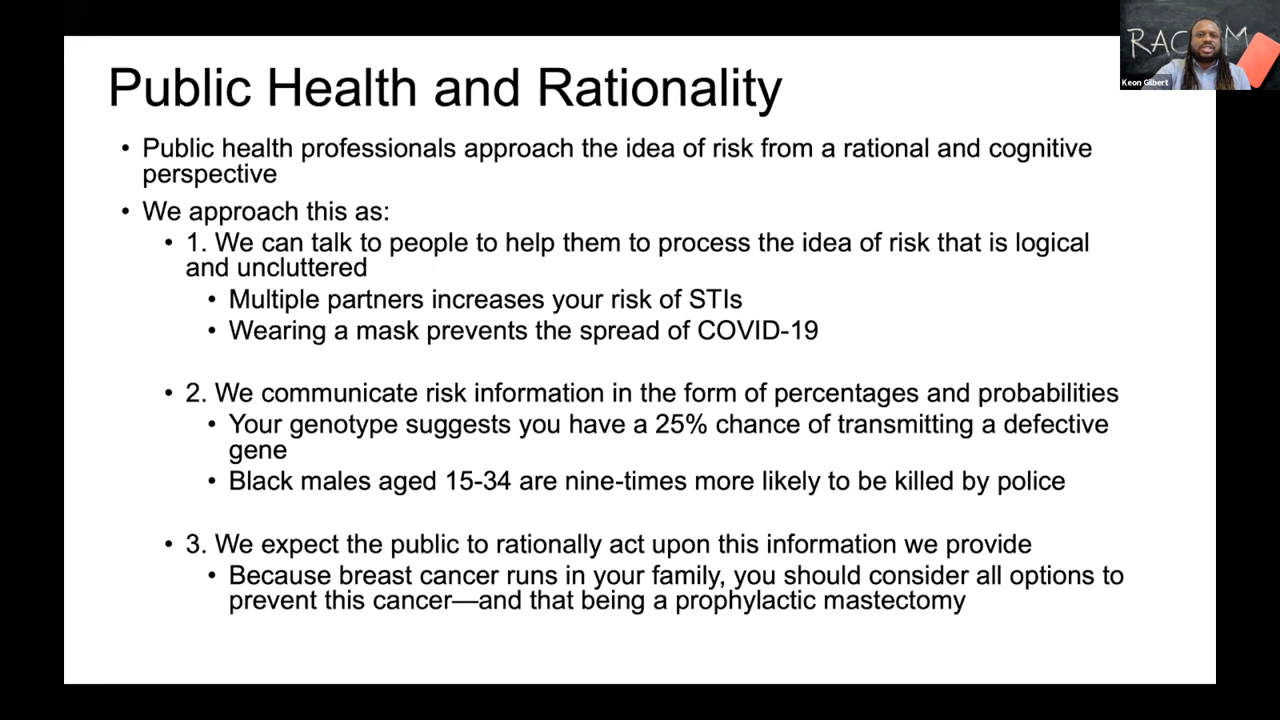 Public Health and Rationality
• Public health professionals approach the idea of risk from a rational and cognitive
perspective
• We approach this as:
• 1. We can talk to people to help them to process the idea of risk that is logical
and uncluttered
• Multiple partners increases your risk of STIs
• Wearing a mask prevents the spread of COVID-19
• 2. We communicate risk information in the form of percentages and probabilities
• Your genotype suggests you have a 25% chance of transmitting a defective
gene
• Black males aged 15-34 are nine-times more likely to be killed by police
• 3. We expect the public to rationally act upon this information we provide
• Because breast cancer runs in your family, you should consider all options to
prevent this cancer—and that being a prophylactic mastectomy
RAC M
Keon Gilbert